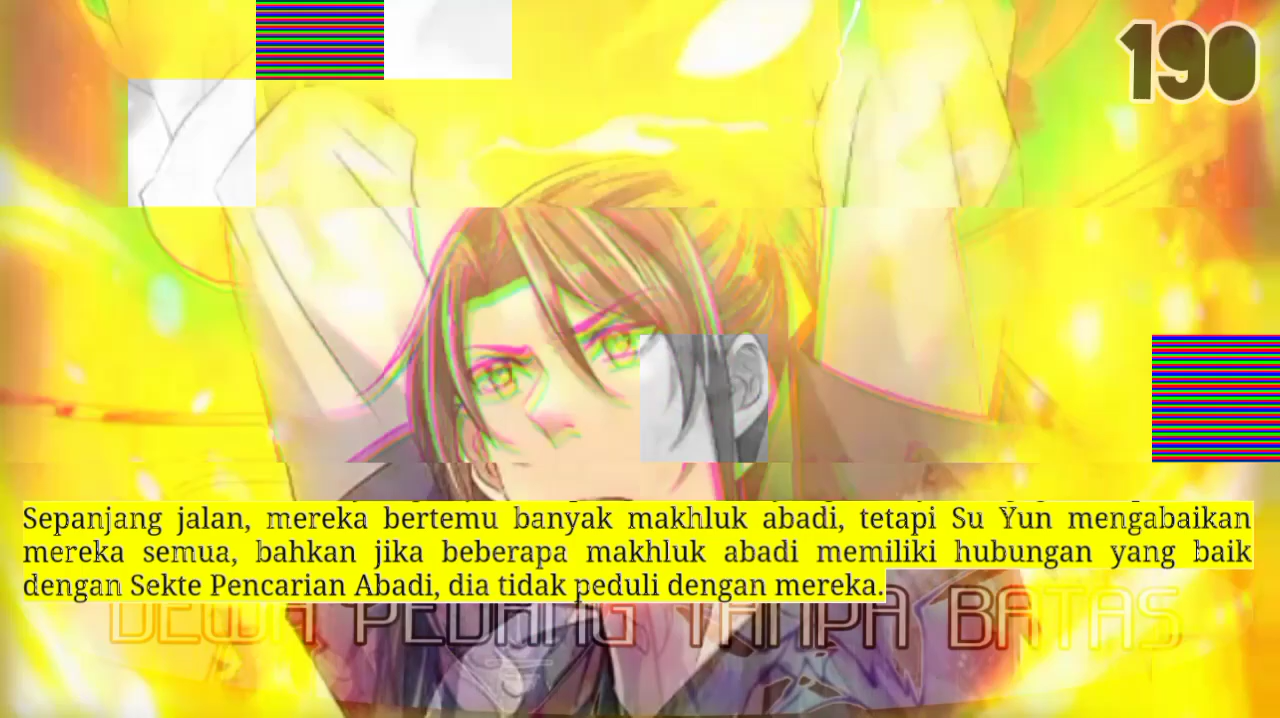 190
Sepanjang jalan, mereka bertemu banyak makhluk abadi, tetapi Su Yun mengabaikan
mereka semua, bahkan jika beberapa makhluk abadi memiliki hubungan yang baik
dengan Sekte Pencarian Abadi, dia tidak peduli dengan mereka.
DEWA PEDANG TANPA BATAS